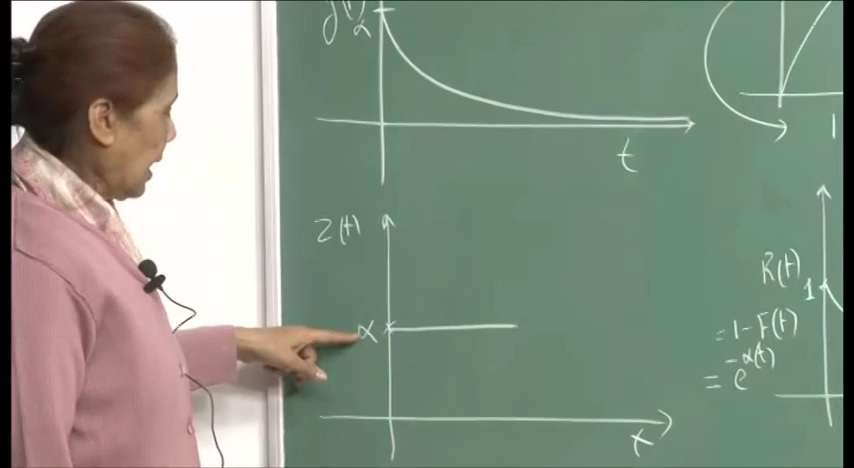 f(t)
α
t
1
Z(t)
α
x
R(t)
1
= 1 - F(t)
= e^-α(t)